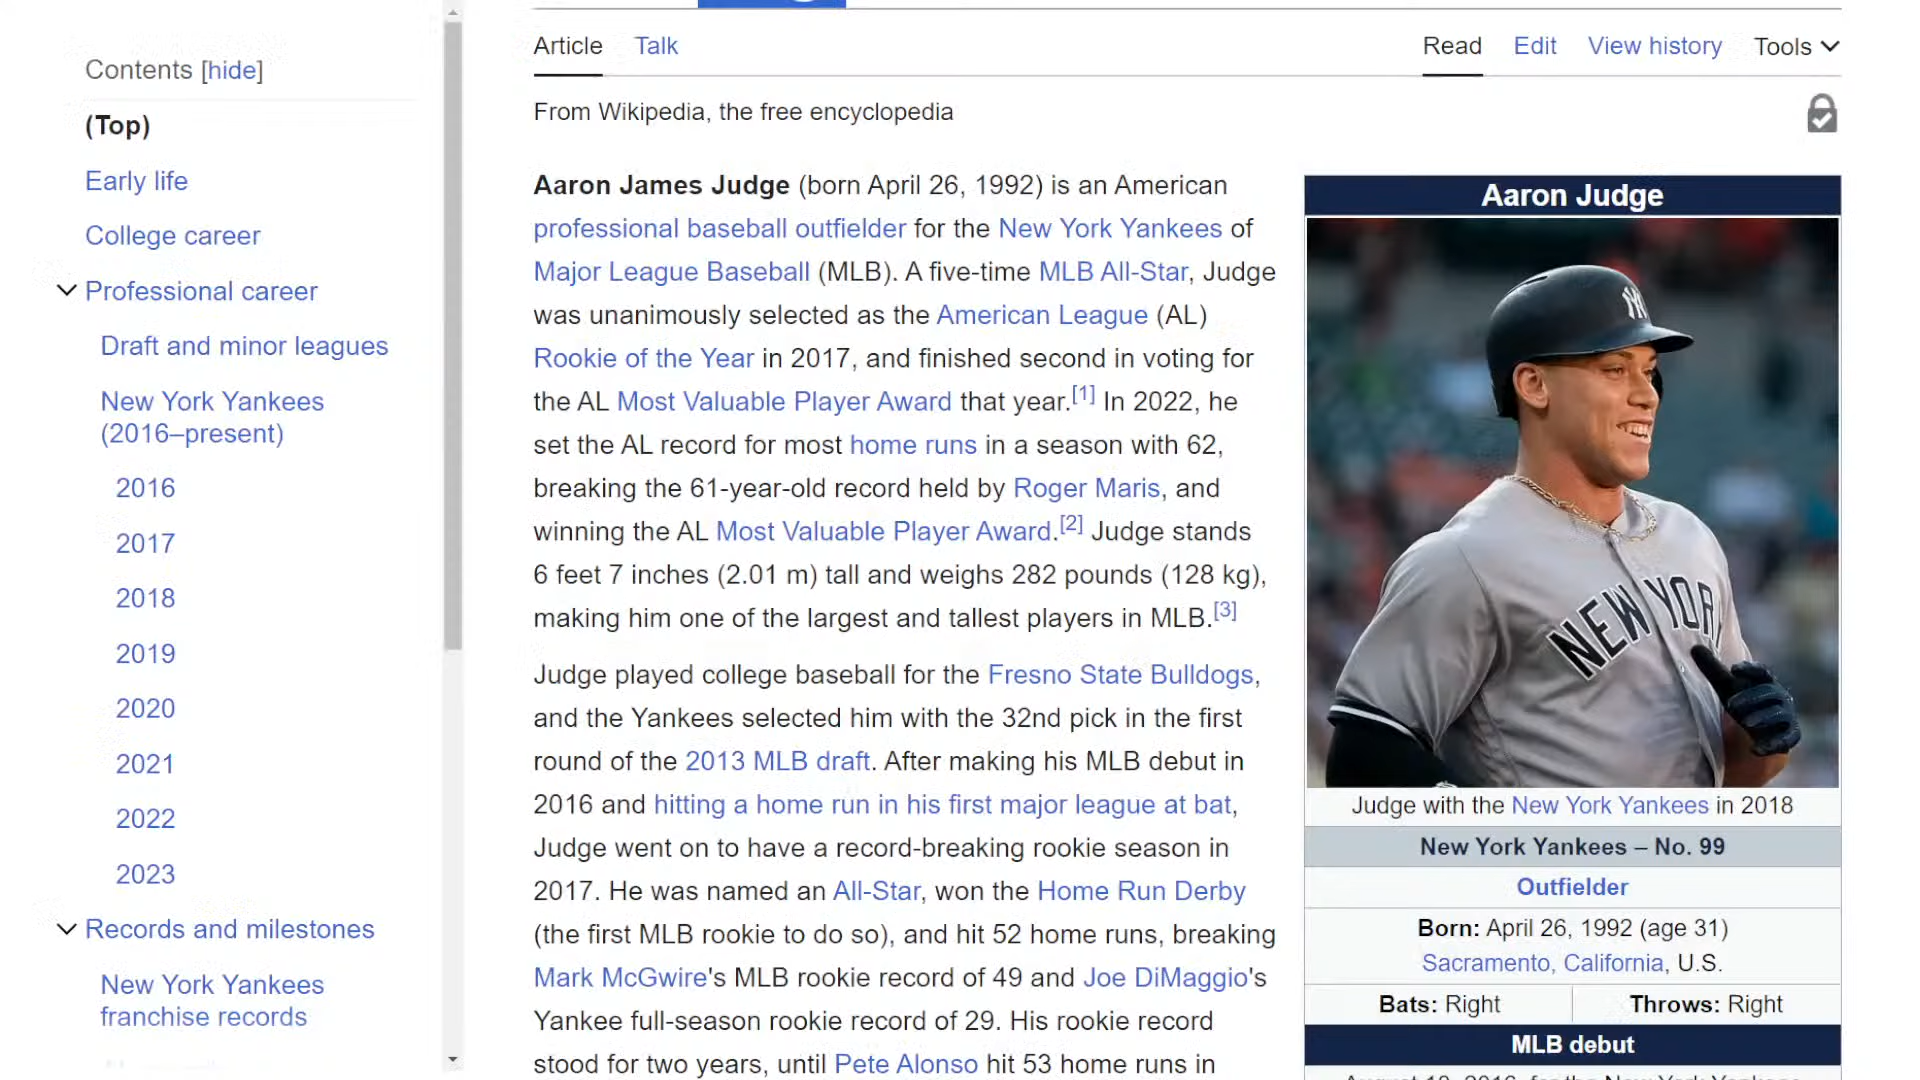 Contents [hide]
(Top)
Early life
College career
Professional career
Draft and minor leagues
New York Yankees
(2016–present)
2016
2017
2018
2019
2020
2021
2022
2023
Records and milestones
New York Yankees
franchise records
Article Talk
Read Edit View history Tools
From Wikipedia, the free encyclopedia
Aaron James Judge (born April 26, 1992) is an American
professional baseball outfielder for the New York Yankees of
Major League Baseball (MLB). A five-time MLB All-Star, Judge
was unanimously selected as the American League (AL)
Rookie of the Year in 2017, and finished second in voting for
the AL Most Valuable Player Award that year.[1] In 2022, he
set the AL record for most home runs in a season with 62,
breaking the 61-year-old record held by Roger Maris, and
winning the AL Most Valuable Player Award.[2] Judge stands
6 feet 7 inches (2.01 m) tall and weighs 282 pounds (128 kg),
making him one of the largest and tallest players in MLB.[3]
Judge played college baseball for the Fresno State Bulldogs,
and the Yankees selected him with the 32nd pick in the first
round of the 2013 MLB draft. After making his MLB debut in
2016 and hitting a home run in his first major league at bat,
Judge went on to have a record-breaking rookie season in
2017. He was named an All-Star, won the Home Run Derby
(the first MLB rookie to do so), and hit 52 home runs, breaking
Mark McGwire's MLB rookie record of 49 and Joe DiMaggio's
Yankee full-season rookie record of 29. His rookie record
stood for two years, until Pete Alonso hit 53 home runs in
Aaron Judge
NY
NEW YOR
Judge with the New York Yankees in 2018
New York Yankees – No. 99
Outfielder
Born: April 26, 1992 (age 31)
Sacramento, California, U.S.
Bats: Right Throws: Right
MLB debut